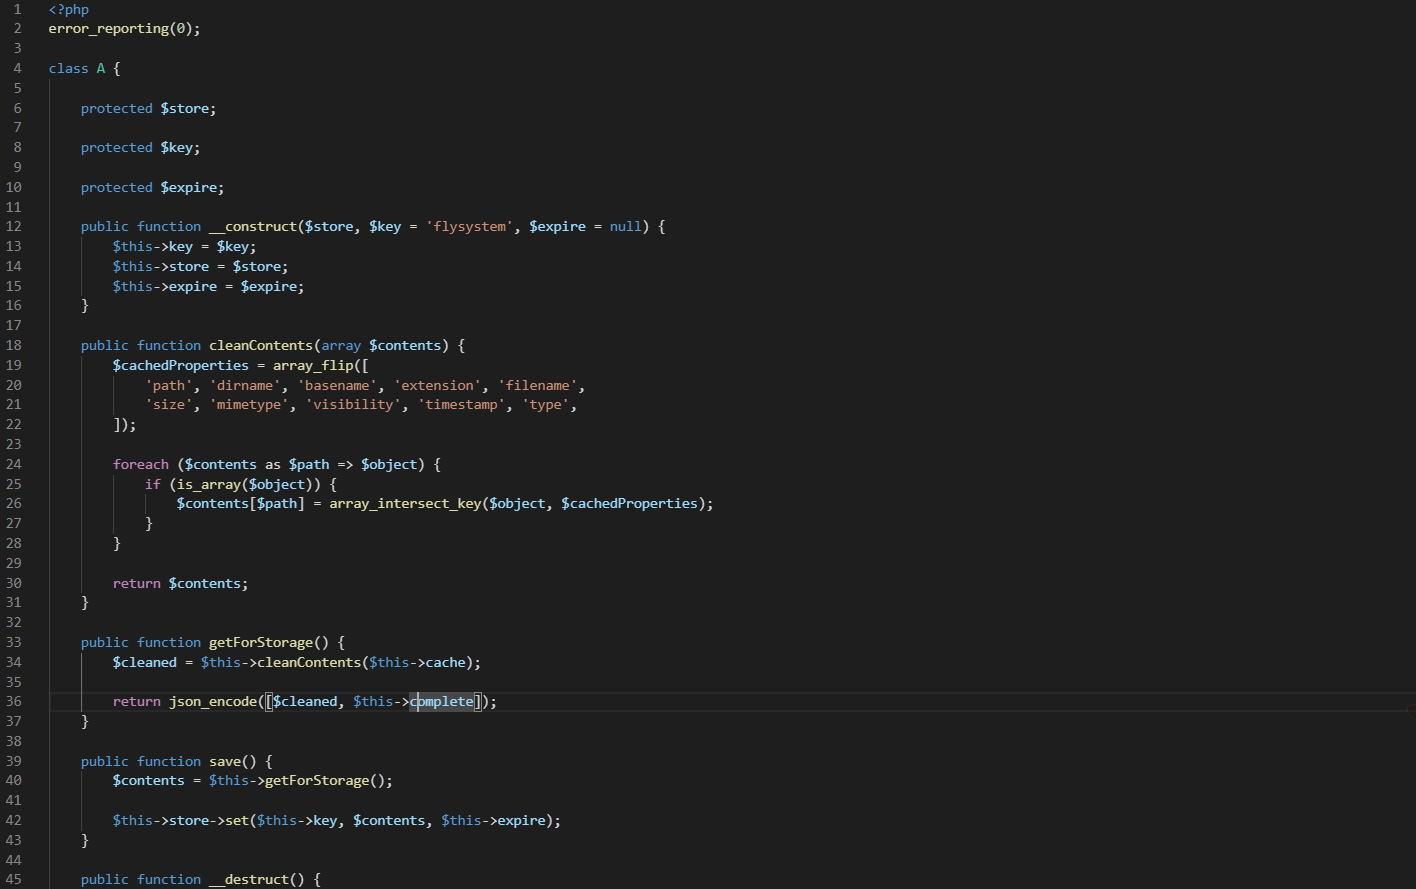 1 <?php
2 error_reporting(0);
3
4 class A {
5
6 protected $store;
7
8 protected $key;
9
10 protected $expire;
11
12 public function __construct($store, $key = 'flysystem', $expire = null) {
13 $this->key = $key;
14 $this->store = $store;
15 $this->expire = $expire;
16 }
17
18 public function cleanContents(array $contents) {
19 $cachedProperties = array_flip([
20 'path', 'dirname', 'basename', 'extension', 'filename',
21 'size', 'mimetype', 'visibility', 'timestamp', 'type',
22 ]);
23
24 foreach ($contents as $path => $object) {
25 if (is_array($object)) {
26 $contents[$path] = array_intersect_key($object, $cachedProperties);
27 }
28 }
29
30 return $contents;
31 }
32
33 public function getForStorage() {
34 $cleaned = $this->cleanContents($this->cache);
35
36 return json_encode([$cleaned, $this->complete]);
37 }
38
39 public function save() {
40 $contents = $this->getForStorage();
41
42 $this->store->set($this->key, $contents, $this->expire);
43 }
44
45 public function __destruct() {